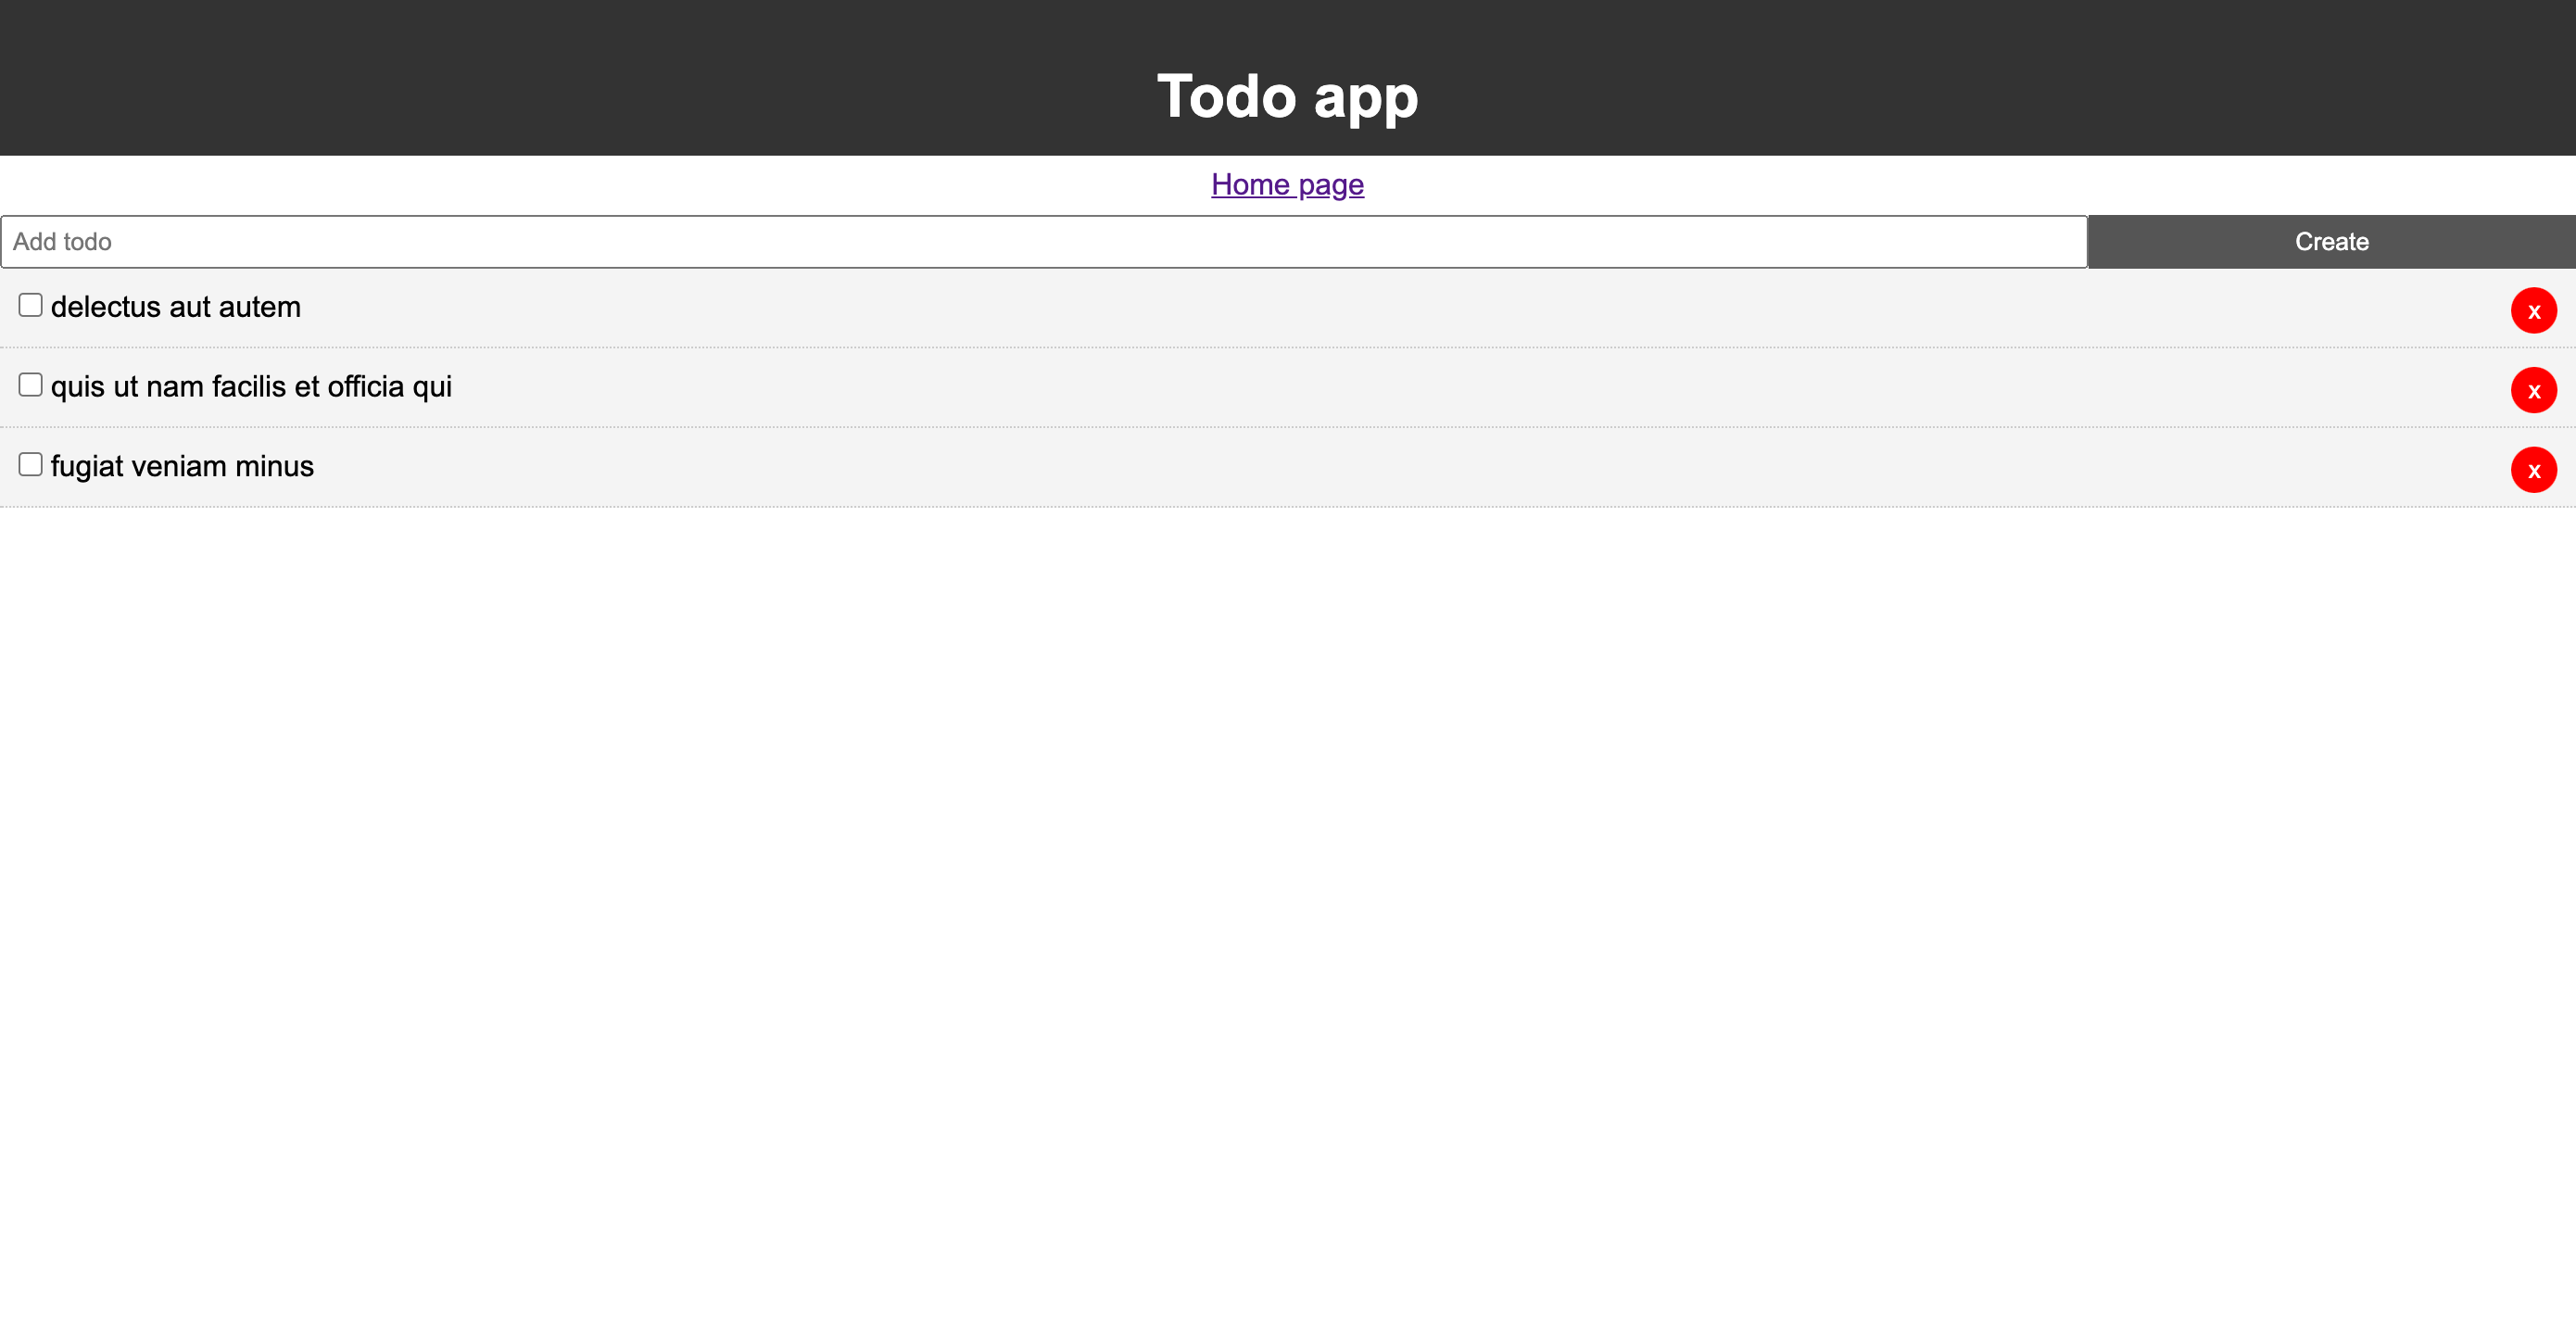 Todo app
Home page
Add todo
Create
delectus aut autem
x
quis ut nam facilis et officia qui
x
fugiat veniam minus
x